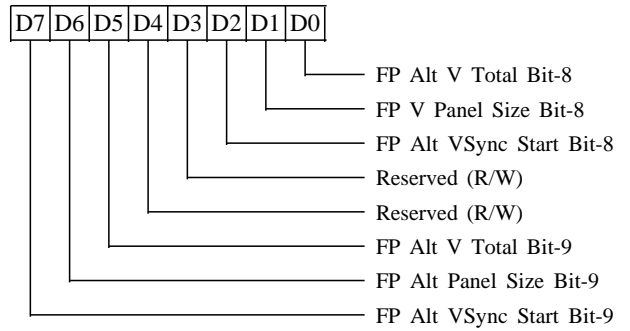 D7 D6 D5 D4 D3 D2 D1 D0
FP Alt V Total Bit-8
FP V Panel Size Bit-8
FP Alt VSync Start Bit-8
Reserved (R/W)
Reserved (R/W)
FP Alt V Total Bit-9
FP Alt Panel Size Bit-9
FP Alt VSync Start Bit-9